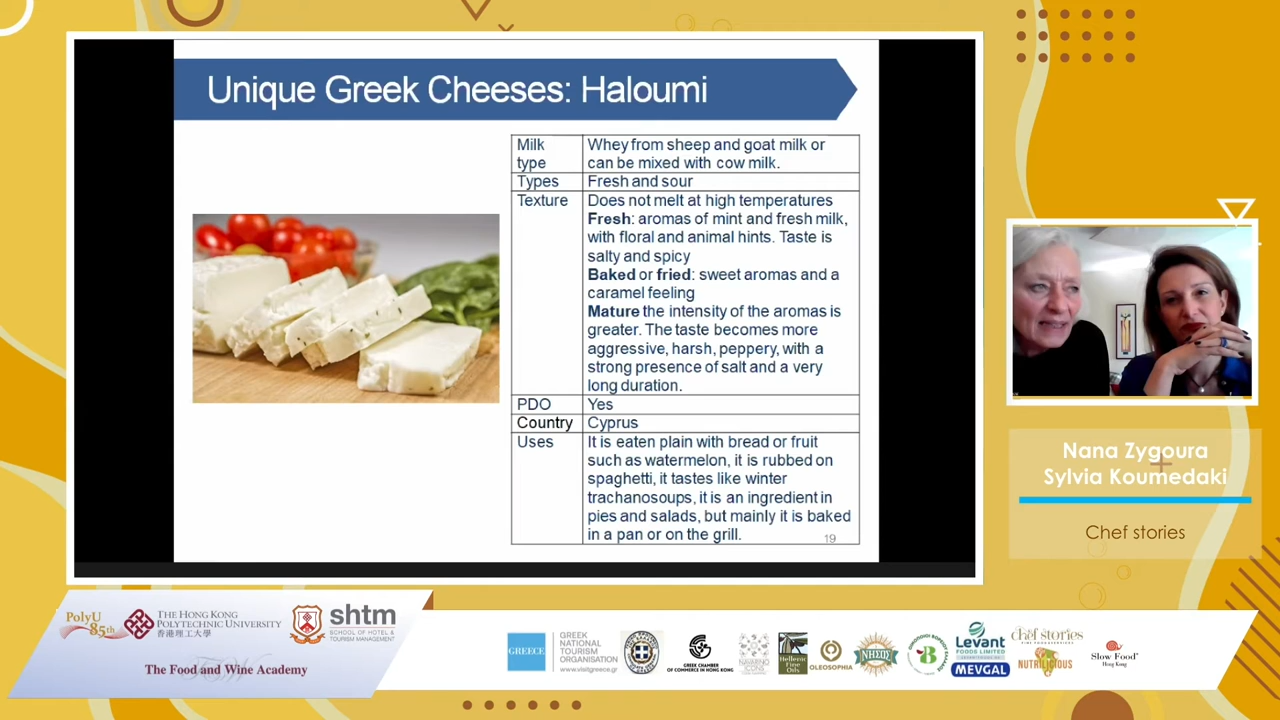 Unique Greek Cheeses: Haloumi
Milk type
Whey from sheep and goat milk or
can be mixed with cow milk.
Types
Fresh and sour
Texture
Does not melt at high temperatures
Fresh: aromas of mint and fresh milk,
with floral and animal hints. Taste is
salty and spicy
Baked or fried: sweet aromas and a
caramel feeling
Mature the intensity of the aromas is
greater. The taste becomes more
aggressive, harsh, peppery, with a
strong presence of salt and a very
long duration.
PDO
Yes
Country
Cyprus
Uses
It is eaten plain with bread or fruit
such as watermelon, it is rubbed on
spaghetti, it tastes like winter
trachanosoups, it is an ingredient in
pies and salads, but mainly it is baked
in a pan or on the grill.
19
Nana Zygoura
Sylvia Koumedaki
Chef stories
PolyU
85th
THE HONG KONG
POLYTECHNIC UNIVERSITY
香港理工大學
shtm
SCHOOL OF HOTEL &
TOURISM MANAGEMENT
The Food and Wine Academy
GREECE
GREEK
NATIONAL
TOURISM
ORGANISATION
www.visitgreece.gr
GREEK CHAMBER
OF COMMERCE IN HONG KONG
NAVARINO
ICONS
Hellenic
Fine
Oils
OLEOSOPHIA
ΝΗΣΟΣ
B
Levant
FOODS LIMITED
MEVGAL
chef STORIES
NUTRILICIOUS
Slow Food
Hong Kong